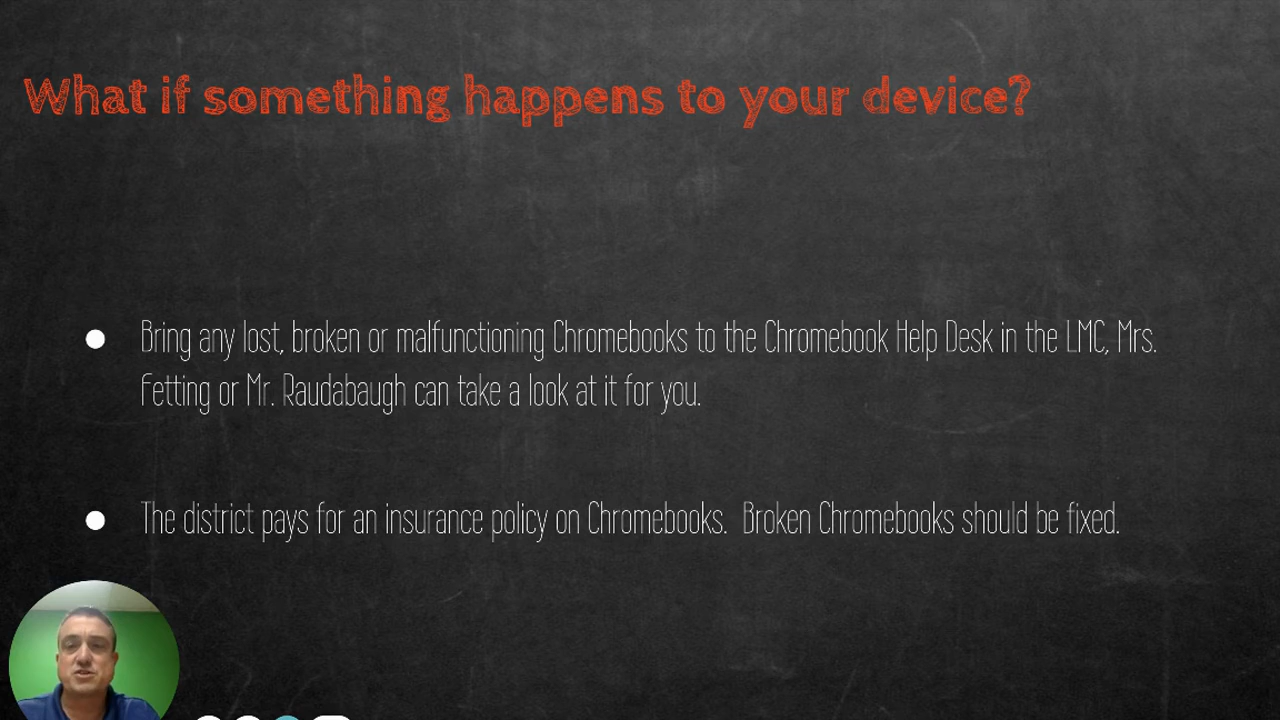 What if something happens to your device?
● Bring any lost, broken or malfunctioning Chromebooks to the Chromebook Help Desk in the LMC, Mrs.
Fetting or Mr. Raudabaugh can take a look at it for you.
● The district pays for an insurance policy on Chromebooks.  Broken Chromebooks should be fixed.